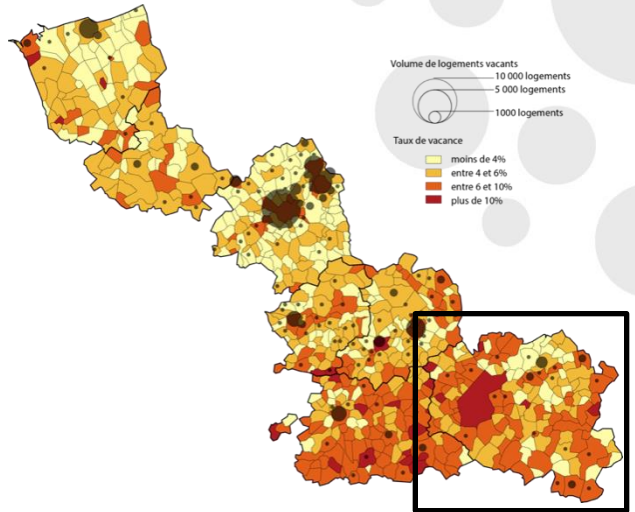 Volume de logements vacants
10 000 logements
5 000 logements
1000 logements
Taux de vacance
moins de 4%
entre 4 et 6%
entre 6 et 10%
plus de 10%